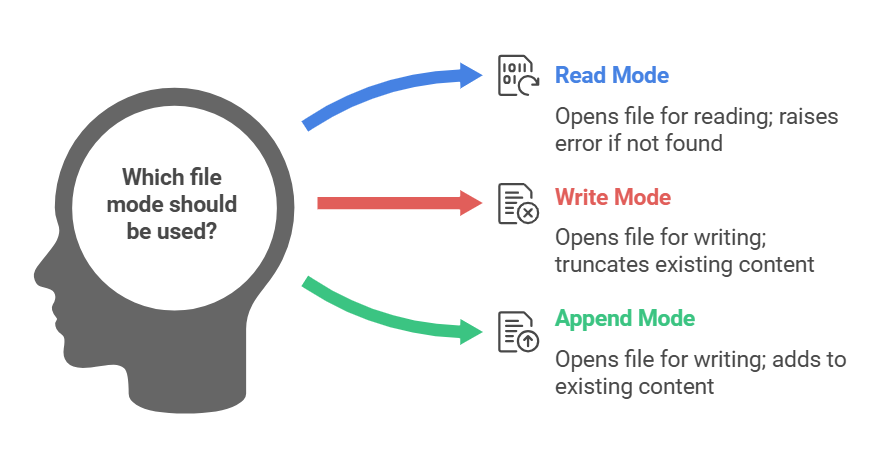 Which file
mode should
be used?
Read Mode
Opens file for reading; raises
error if not found
Write Mode
Opens file for writing;
truncates existing content
Append Mode
Opens file for writing; adds to
existing content